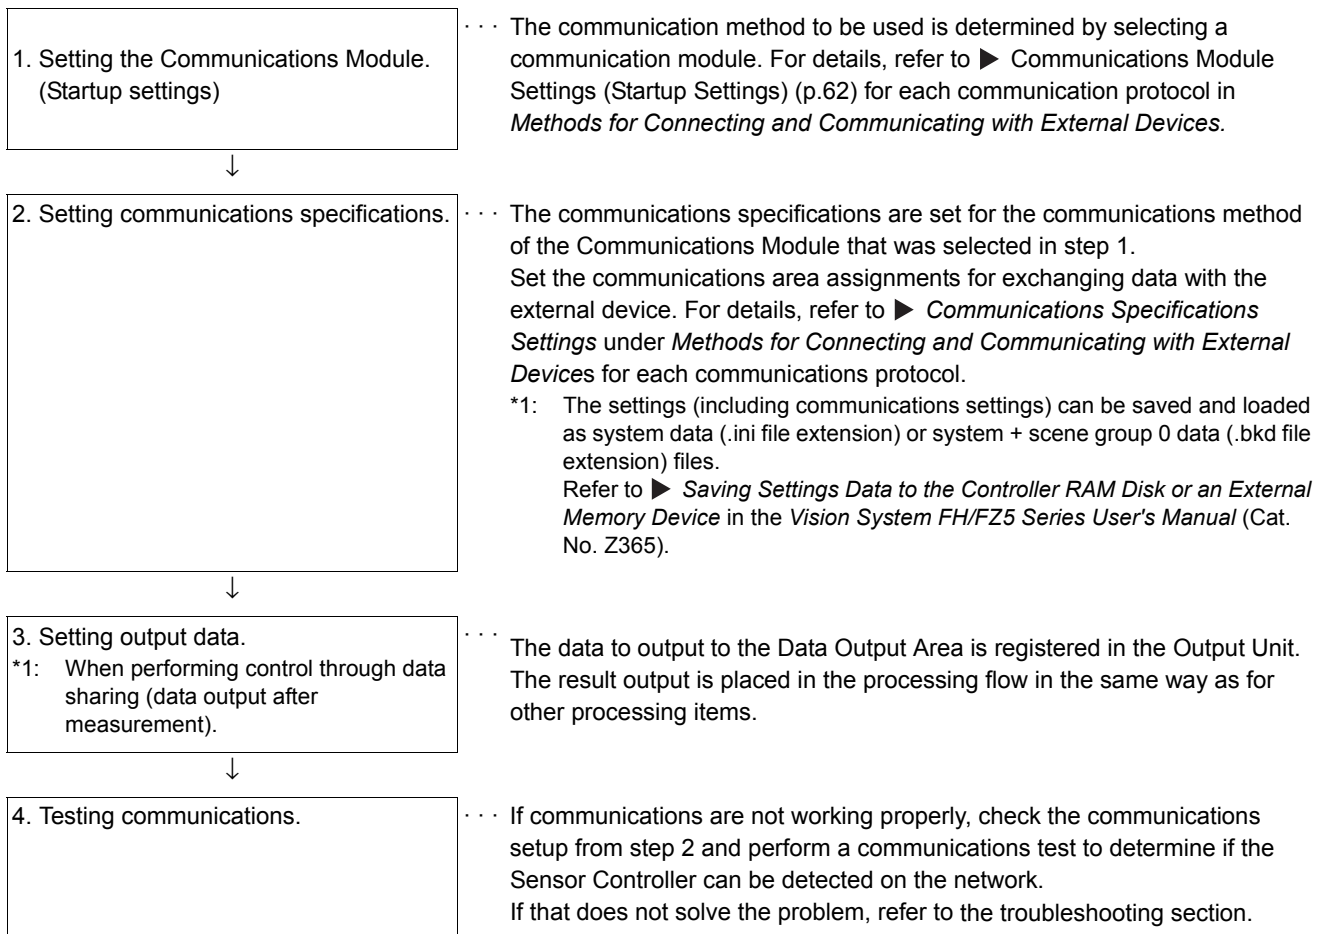 1. Setting the Communications Module.
(Startup settings)
· · · The communication method to be used is determined by selecting a
communication module. For details, refer to ▶ Communications Module
Settings (Startup Settings) (p.62) for each communication protocol in
Methods for Connecting and Communicating with External Devices.
↓
2. Setting communications specifications.
· · · The communications specifications are set for the communications method
of the Communications Module that was selected in step 1.
Set the communications area assignments for exchanging data with the
external device. For details, refer to ▶ Communications Specifications
Settings under Methods for Connecting and Communicating with External
Devices for each communications protocol.
*1: The settings (including communications settings) can be saved and loaded
as system data (.ini file extension) or system + scene group 0 data (.bkd file
extension) files.
Refer to ▶ Saving Settings Data to the Controller RAM Disk or an External
Memory Device in the Vision System FH/FZ5 Series User's Manual (Cat.
No. Z365).
↓
3. Setting output data.
*1: When performing control through data
sharing (data output after
measurement).
· · · The data to output to the Data Output Area is registered in the Output Unit.
The result output is placed in the processing flow in the same way as for
other processing items.
↓
4. Testing communications.
· · · If communications are not working properly, check the communications
setup from step 2 and perform a communications test to determine if the
Sensor Controller can be detected on the network.
If that does not solve the problem, refer to the troubleshooting section.